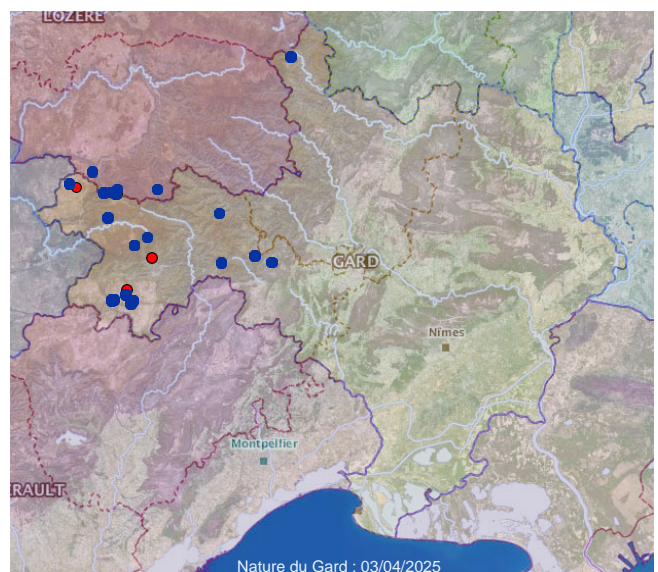 LOZERE
GARD
Nîmes
Montpellier
RAULT
Nature du Gard : 03/04/2025